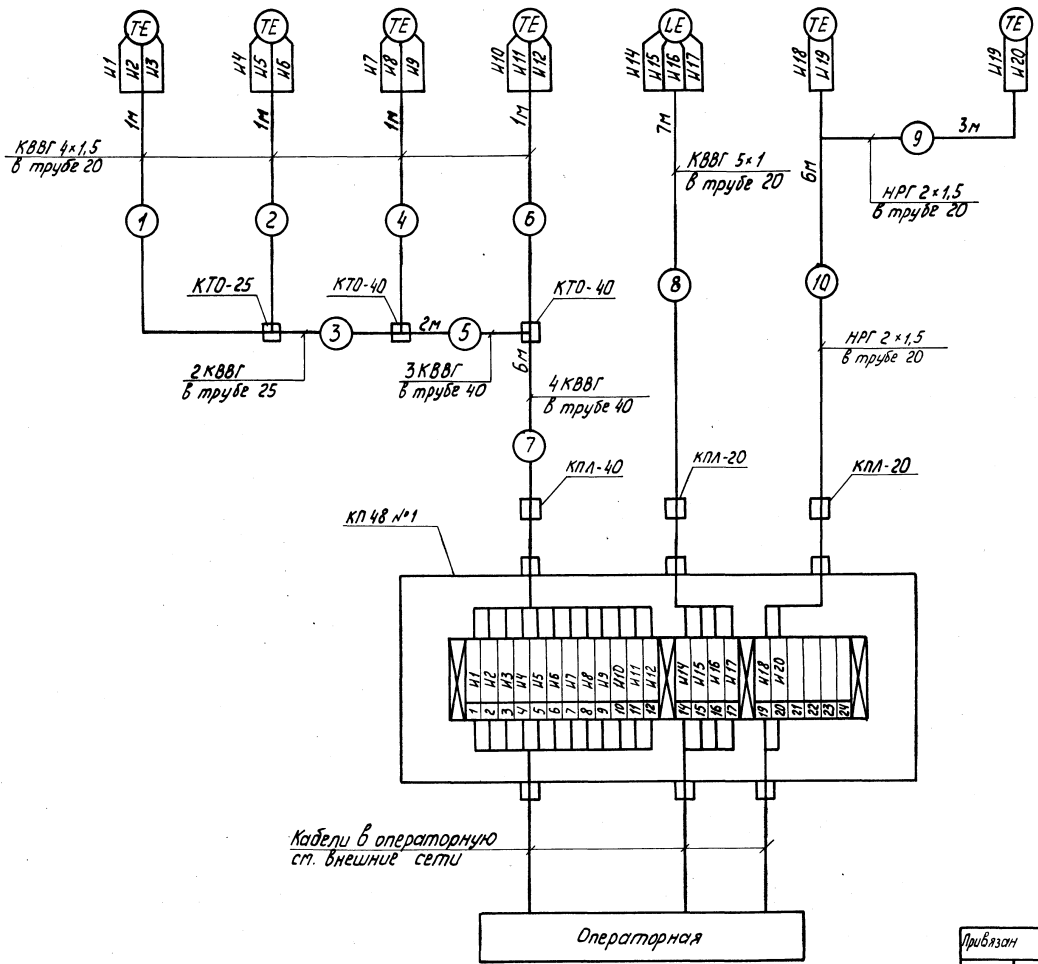 TE TE TE TE LE TE TE
И1 И2 И3 И4 И5 И6 И7 И8 И9 И10 И11 И12 И14 И15 И16 И17 И18 И19 И19 И20
1м 1м 1м 1м 7м
9 3м
КВВГ 4×1,5
в трубе 20
КВВГ 5×1
в трубе 20
6м
НРГ 2×1,5
в трубе 20
1 2 4 6
8 10
КТО-25 КТО-40 КТО-40
3 2м 5
6м
НРГ 2×1,5
в трубе 20
2 КВВГ
в трубе 25
3 КВВГ
в трубе 40
4 КВВГ
в трубе 40
7
КПЛ-40 КПЛ-20 КПЛ-20
КП 48 №1
И1 И2 И3 И4 И5 И6 И7 И8 И9 И10 И11 И12 И14 И15 И16 И17 И18 И20
1 2 3 4 5 6 7 8 9 10 11 12 14 15 16 17 19 20 21 22 23 24
Кабели в операторную
см. внешние сети
Операторная
Привязан